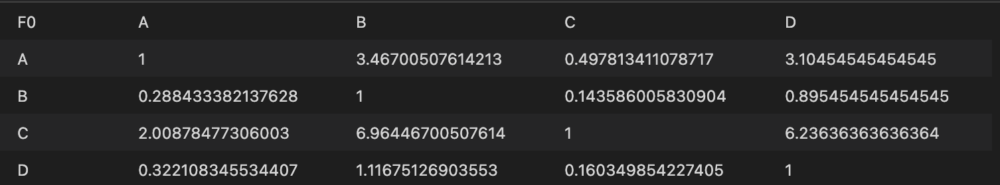 F0 A B C D
A 1 3.46700507614213 0.497813411078717 3.10454545454545
B 0.288433382137628 1 0.143586005830904 0.895454545454545
C 2.00878477306003 6.96446700507614 1 6.23636363636364
D 0.322108345534407 1.11675126903553 0.160349854227405 1